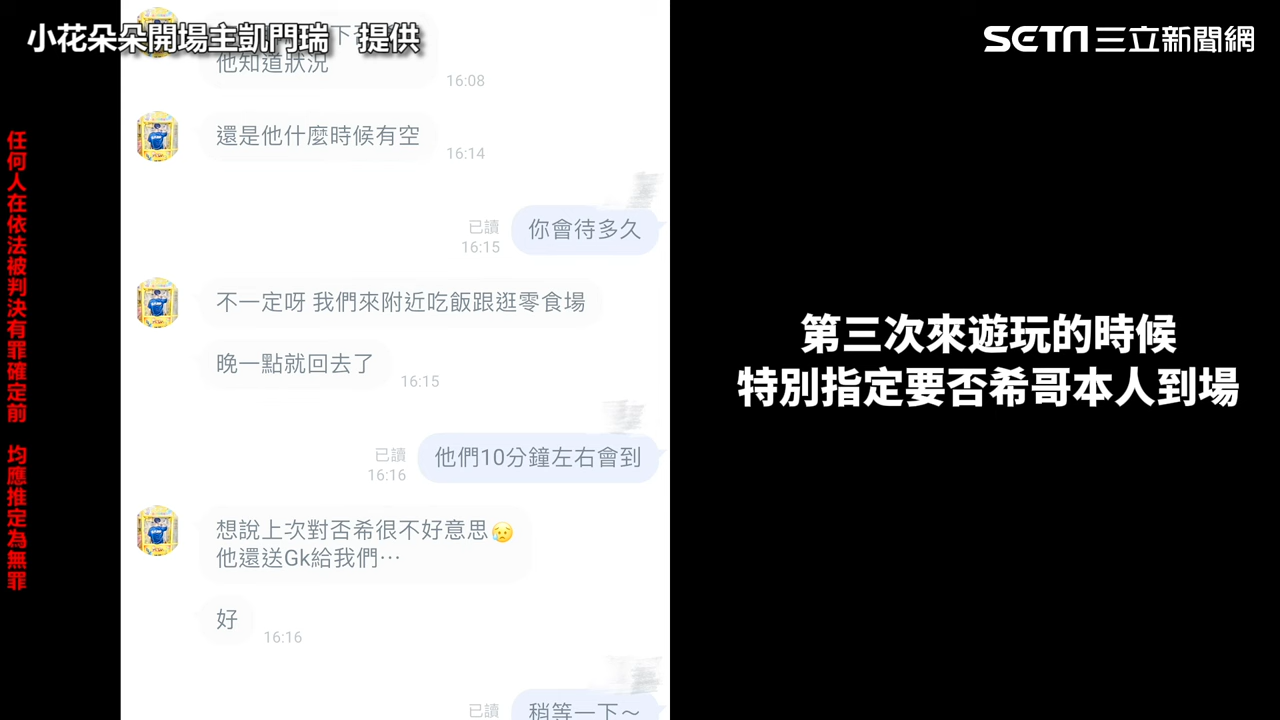 小花朵朵開場主凱門瑞 提供
SETN三立新聞網
任何人在依法被判決有罪確定前 均應推定為無罪
下
他知道狀況
16:08
還是他什麼時候有空
16:14
已讀
16:15
你會待多久
不一定呀 我們來附近吃飯跟逛零食場
晚一點就回去了
16:15
已讀
16:16
他們10分鐘左右會到
想說上次對否希很不好意思😥
他還送Gk給我們…
好
16:16
已讀
稍等一下～
第三次來遊玩的時候
特別指定要否希哥本人到場